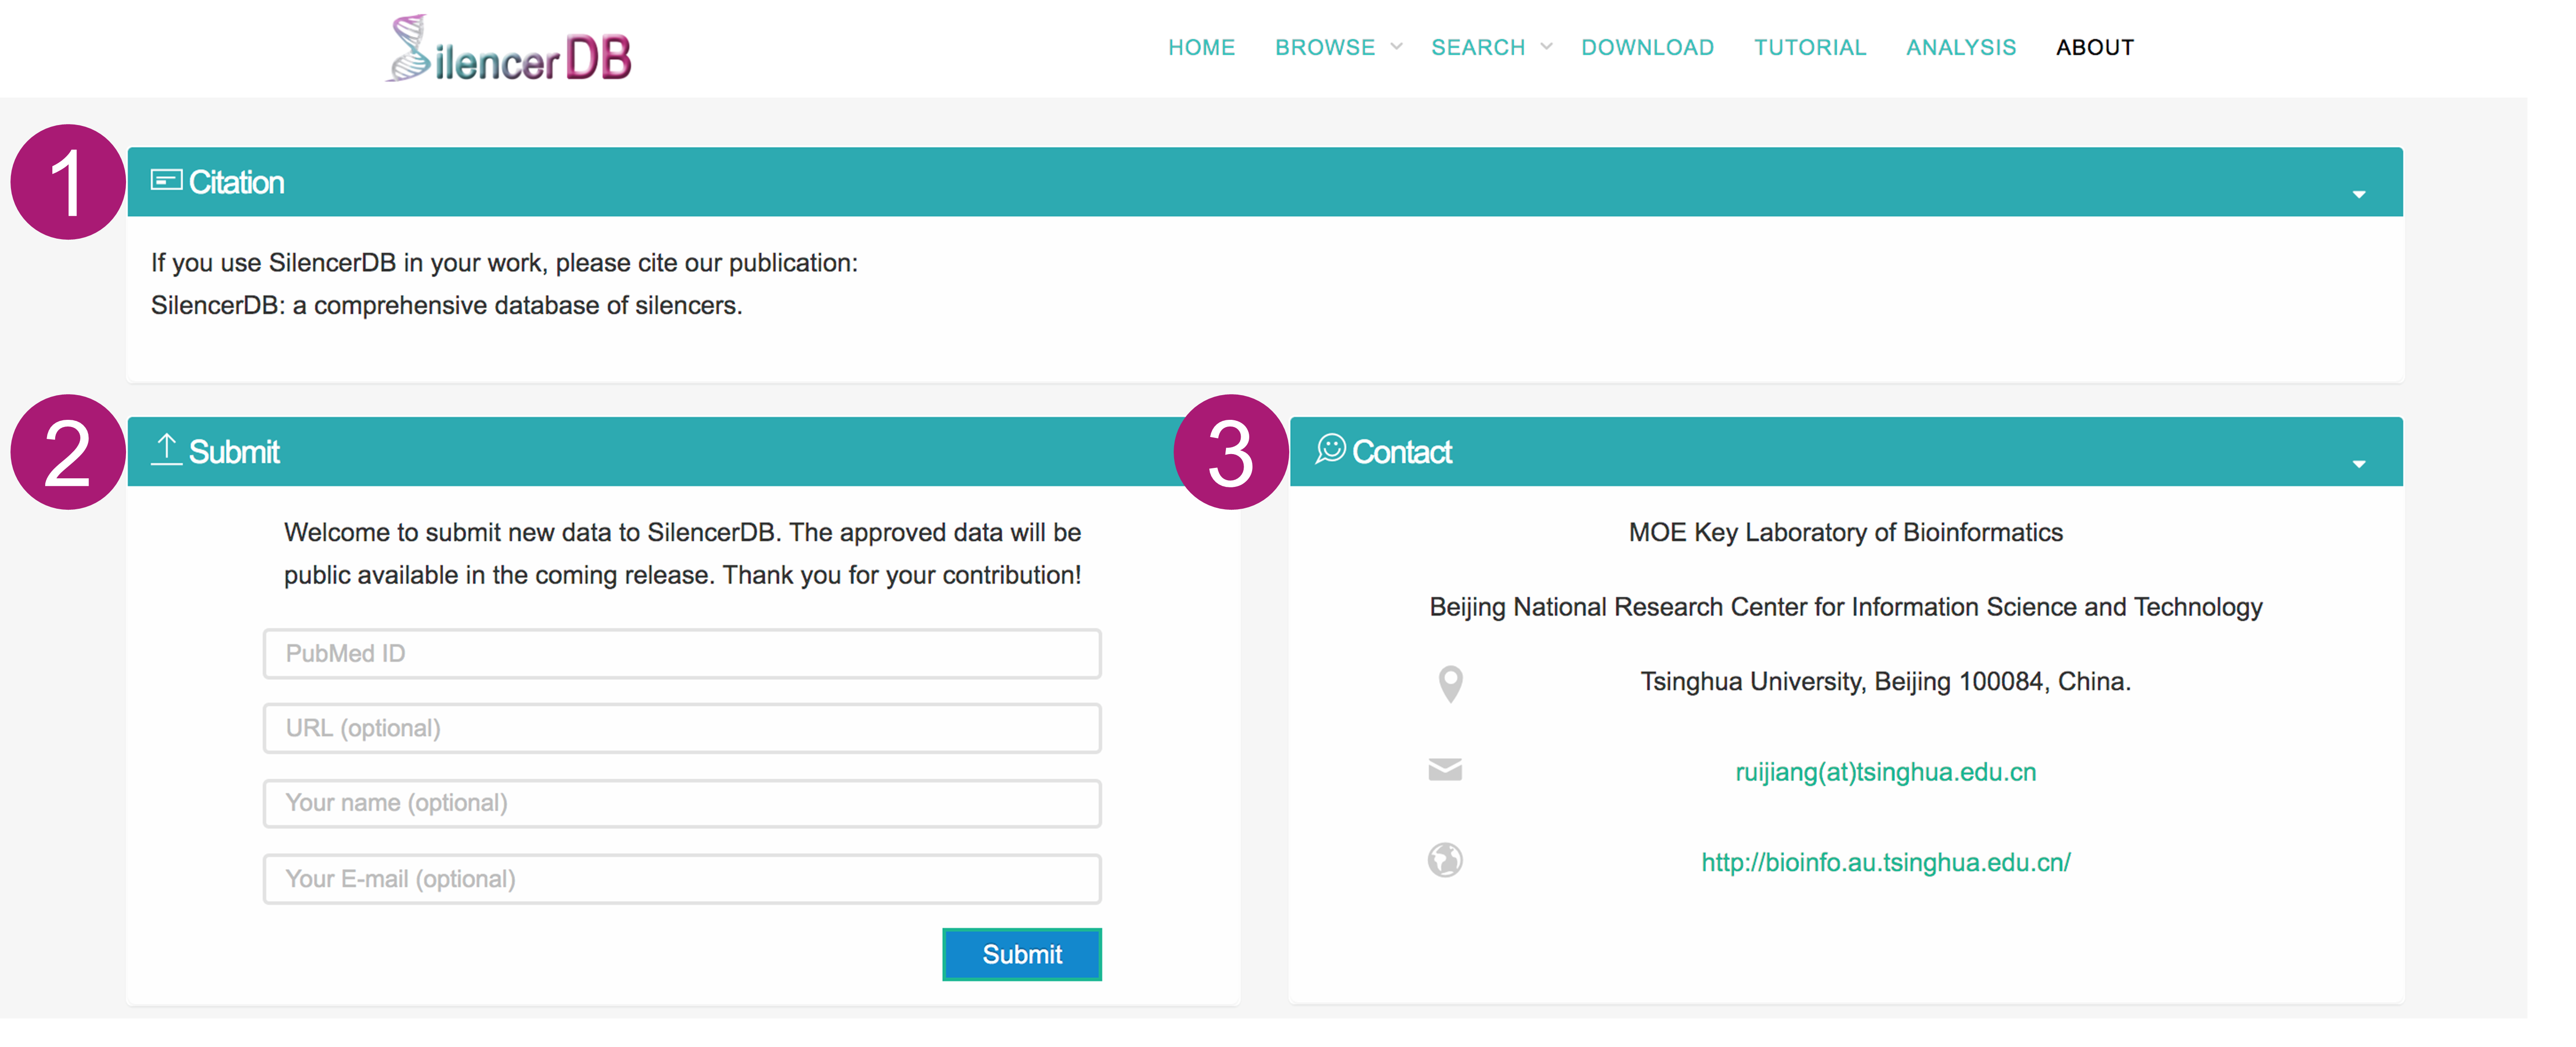 SilencerDB
HOME BROWSE SEARCH DOWNLOAD TUTORIAL ANALYSIS ABOUT
1
Citation
If you use SilencerDB in your work, please cite our publication:
SilencerDB: a comprehensive database of silencers.
2
Submit
Welcome to submit new data to SilencerDB. The approved data will be
public available in the coming release. Thank you for your contribution!
PubMed ID
URL (optional)
Your name (optional)
Your E-mail (optional)
Submit
3
Contact
MOE Key Laboratory of Bioinformatics
Beijing National Research Center for Information Science and Technology
Tsinghua University, Beijing 100084, China.
ruijiang(at)tsinghua.edu.cn
http://bioinfo.au.tsinghua.edu.cn/